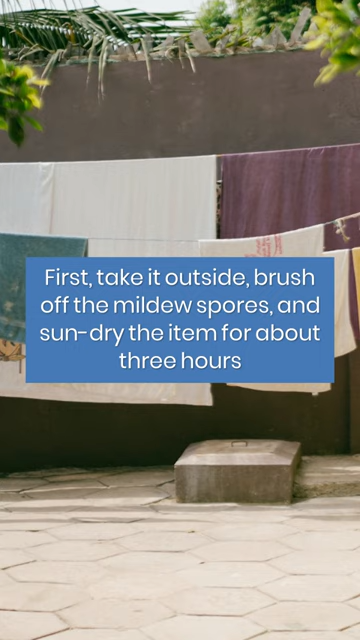 First, take it outside, brush
off the mildew spores, and
sun-dry the item for about
three hours